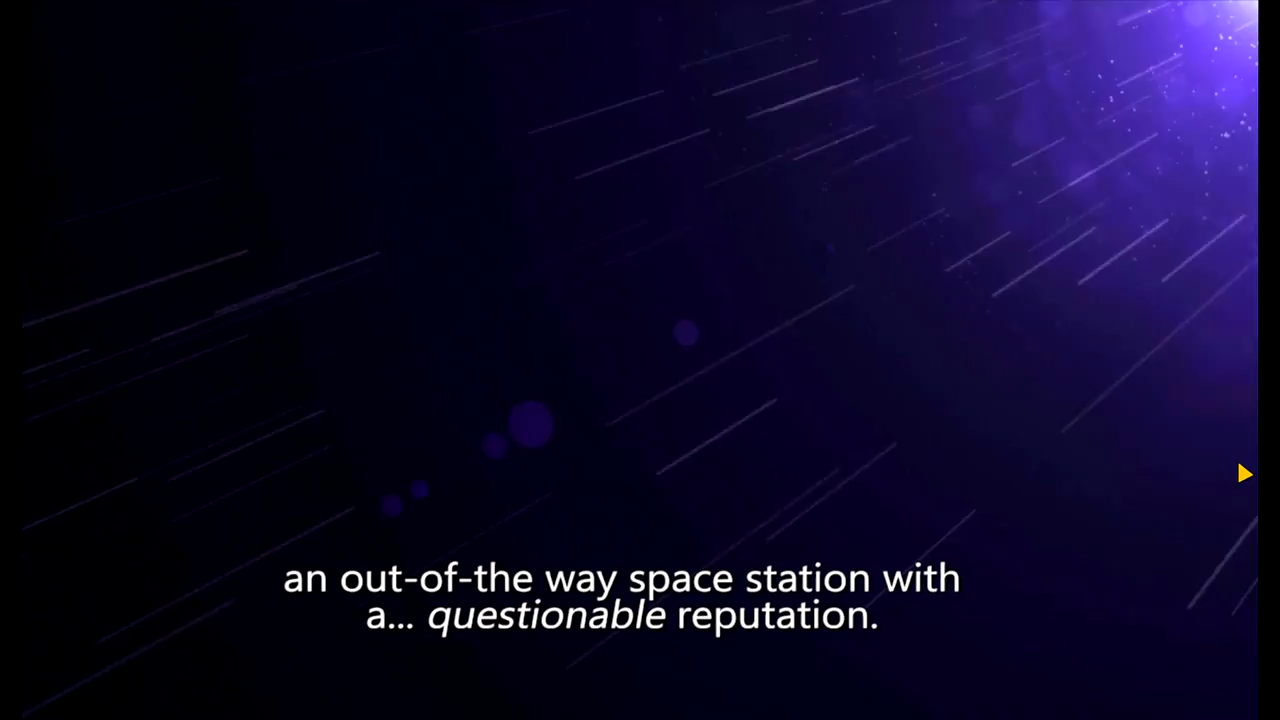 an out-of-the way space station with
a... questionable reputation.